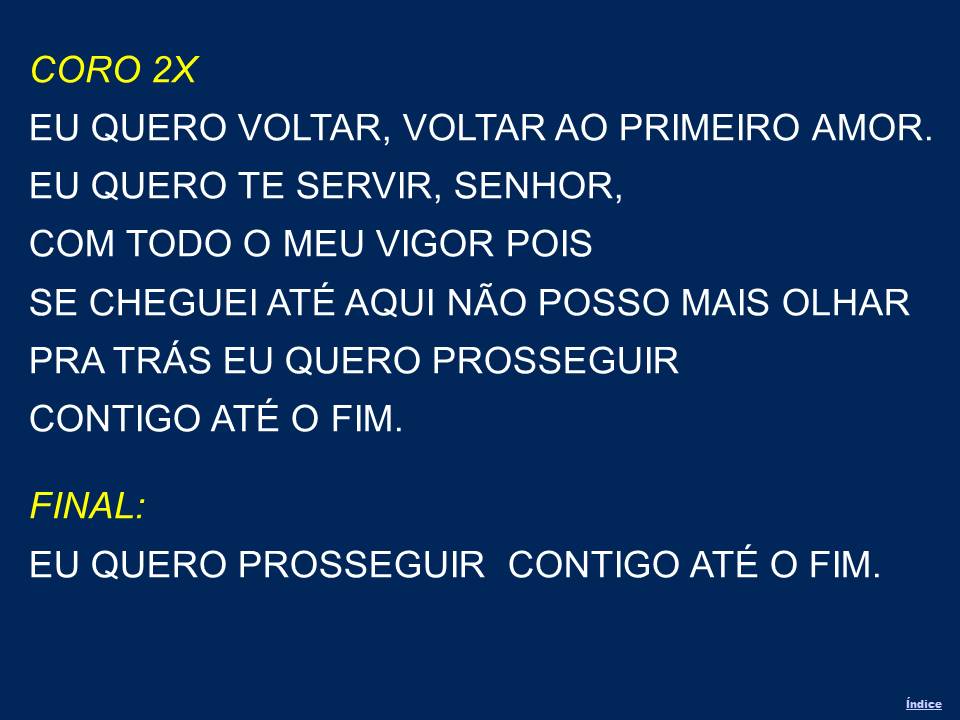 CORO 2X
EU QUERO VOLTAR, VOLTAR AO PRIMEIRO AMOR.
EU QUERO TE SERVIR, SENHOR,
COM TODO O MEU VIGOR POIS
SE CHEGUEI ATÉ AQUI NÃO POSSO MAIS OLHAR
PRA TRÁS EU QUERO PROSSEGUIR
CONTIGO ATÉ O FIM.
FINAL:
EU QUERO PROSSEGUIR  CONTIGO ATÉ O FIM.
Índice